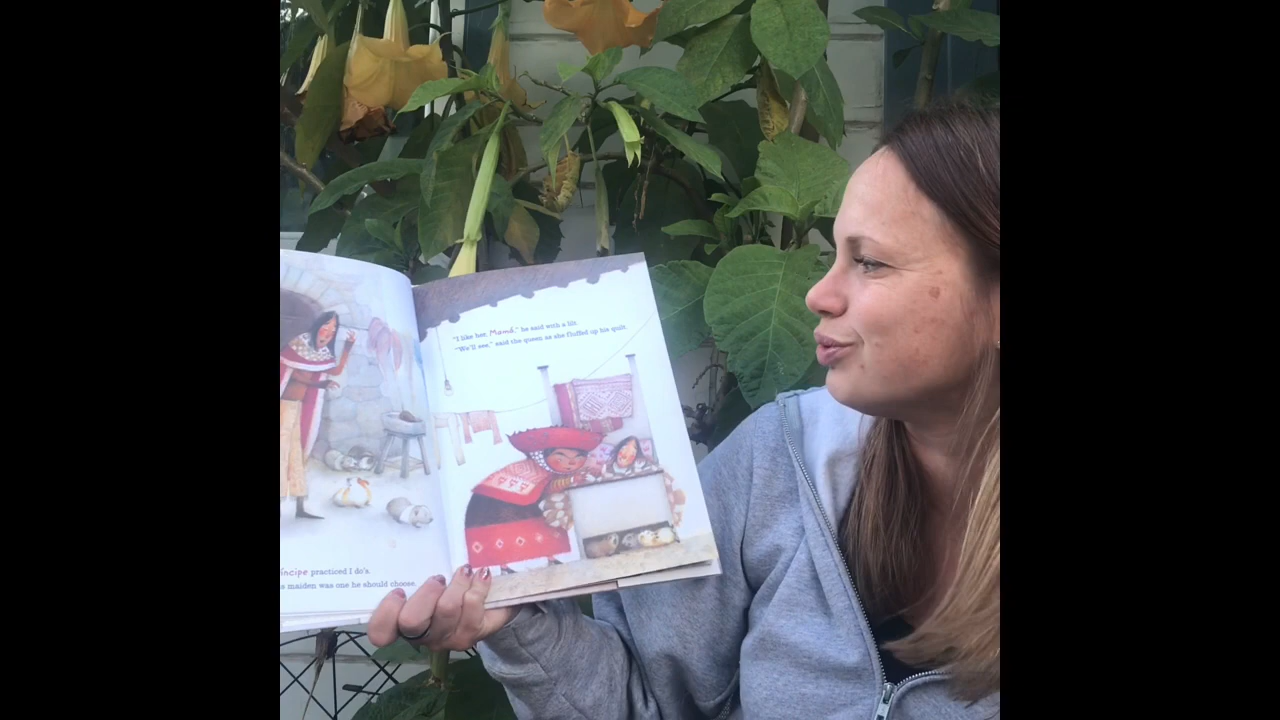 "I like her, Mamá," he said with a lilt.
"We'll see," said the queen as she fluffed up his quilt.
practiced I do's.
maiden was one he should choose.